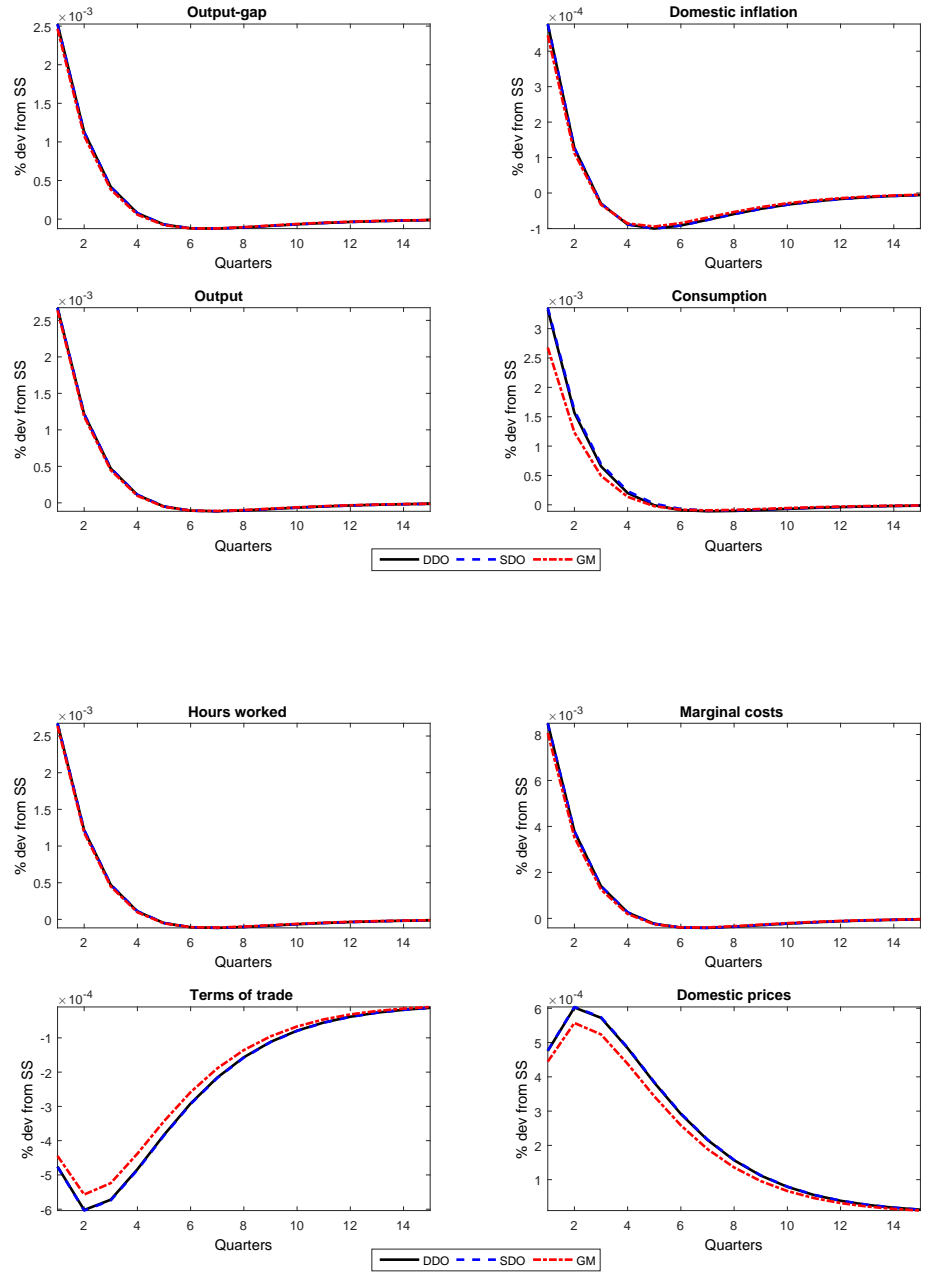 Output-gap
×10-3
2.5
2
1.5
1
0.5
0
% dev from SS
2 4 6 8 10 12 14
Quarters
Domestic inflation
×10-4
4
3
2
1
0
-1
% dev from SS
2 4 6 8 10 12 14
Quarters
Output
×10-3
2.5
2
1.5
1
0.5
0
% dev from SS
2 4 6 8 10 12 14
Quarters
Consumption
×10-3
3
2.5
2
1.5
1
0.5
0
% dev from SS
2 4 6 8 10 12 14
Quarters
DDO SDO GM
Hours worked
×10-3
2.5
2
1.5
1
0.5
0
% dev from SS
2 4 6 8 10 12 14
Quarters
Marginal costs
×10-3
8
6
4
2
0
% dev from SS
2 4 6 8 10 12 14
Quarters
Terms of trade
×10-4
-1
-2
-3
-4
-5
-6
% dev from SS
2 4 6 8 10 12 14
Quarters
Domestic prices
×10-4
6
5
4
3
2
1
% dev from SS
2 4 6 8 10 12 14
Quarters
DDO SDO GM